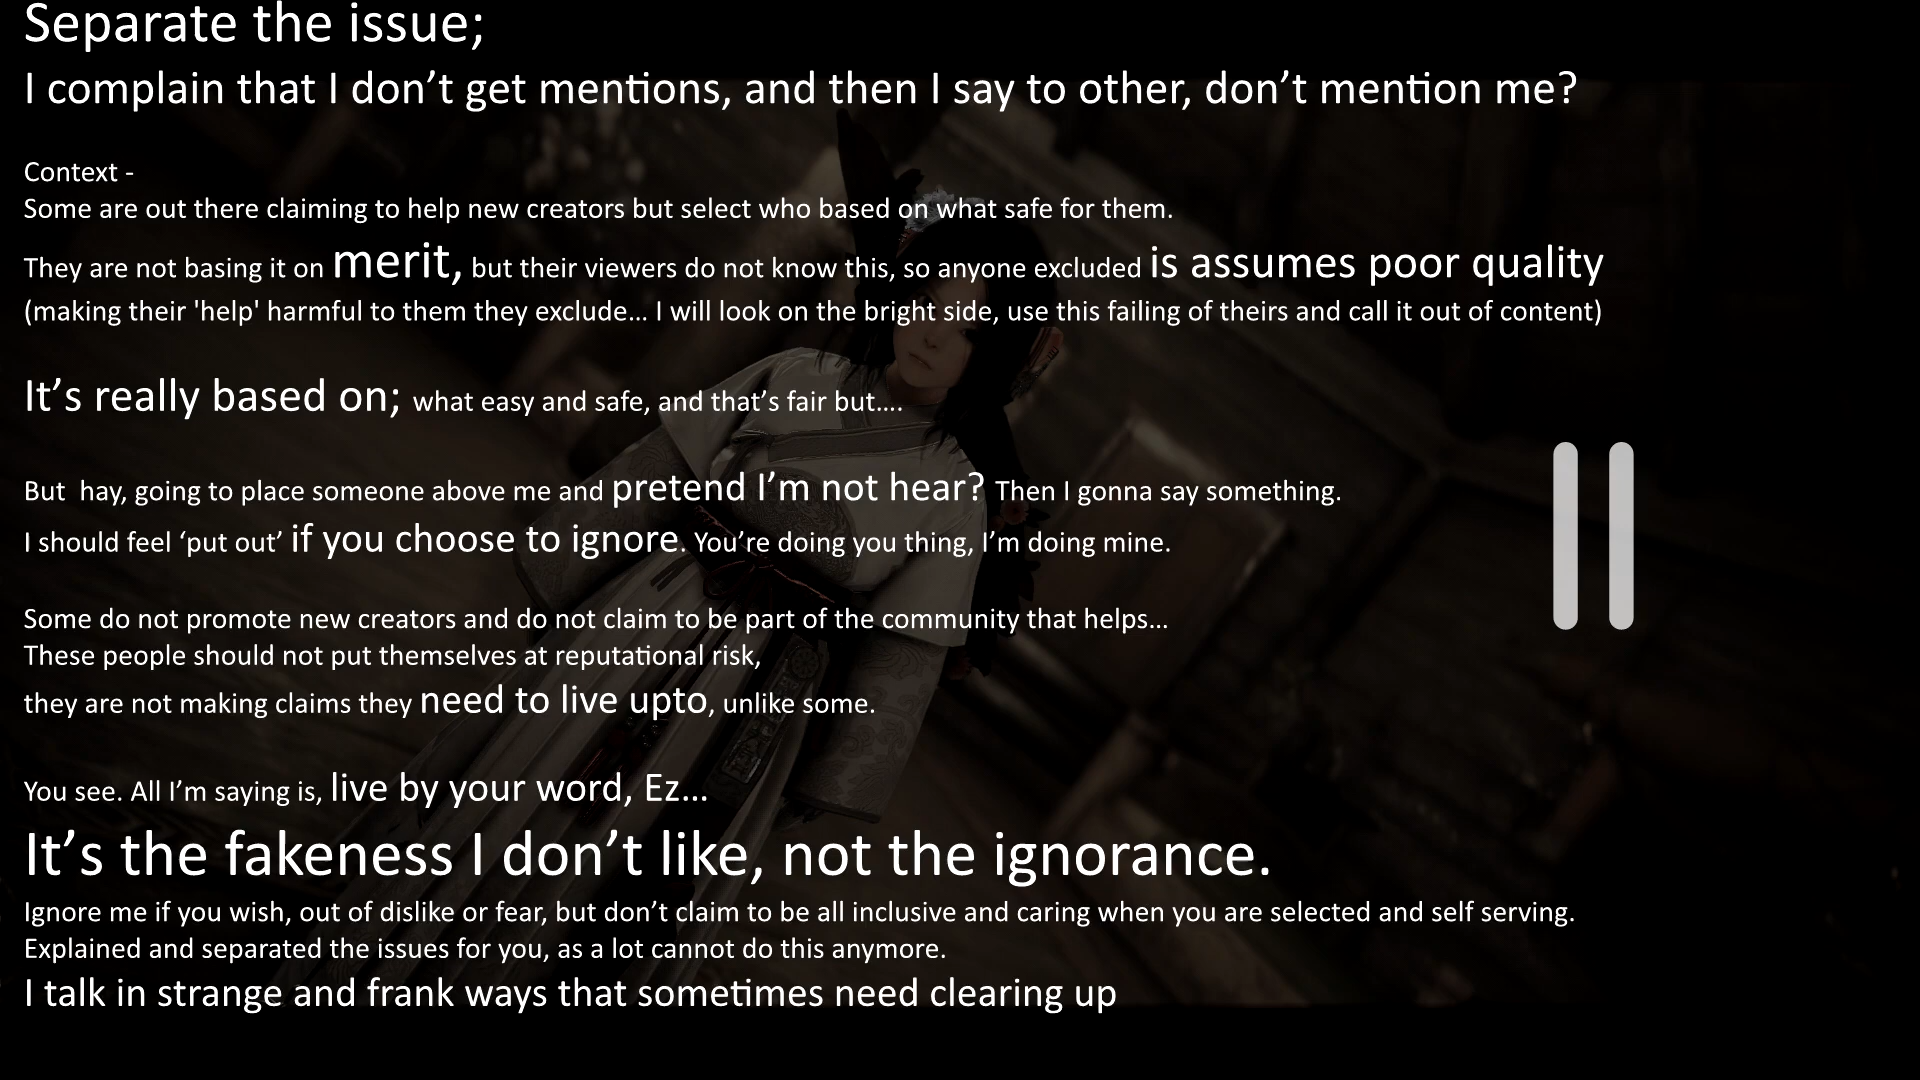 Separate the issue;
I complain that I don’t get mentions, and then I say to other, don’t mention me?
Context -
Some are out there claiming to help new creators but select who based on what safe for them.
They are not basing it on merit, but their viewers do not know this, so anyone excluded is assumes poor quality
(making their 'help' harmful to them they exclude... I will look on the bright side, use this failing of theirs and call it out of content)
It’s really based on; what easy and safe, and that’s fair but....
But  hay, going to place someone above me and pretend I’m not hear? Then I gonna say something.
I should feel ‘put out’ if you choose to ignore. You’re doing you thing, I’m doing mine.
Some do not promote new creators and do not claim to be part of the community that helps...
These people should not put themselves at reputational risk,
they are not making claims they need to live upto, unlike some.
You see. All I’m saying is, live by your word, Ez...
It’s the fakeness I don’t like, not the ignorance.
Ignore me if you wish, out of dislike or fear, but don’t claim to be all inclusive and caring when you are selected and self serving.
Explained and separated the issues for you, as a lot cannot do this anymore.
I talk in strange and frank ways that sometimes need clearing up